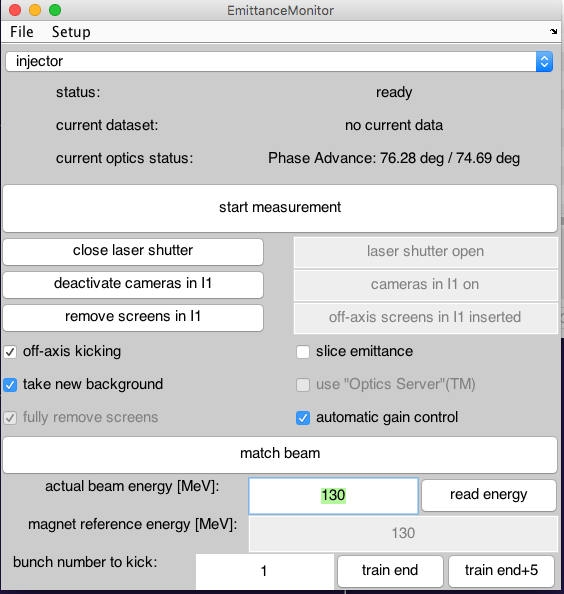 EmittanceMonitor
File Setup
injector
status: ready
current dataset: no current data
current optics status: Phase Advance: 76.28 deg / 74.69 deg
start measurement
close laser shutter laser shutter open
deactivate cameras in I1 cameras in I1 on
remove screens in I1 off-axis screens in I1 inserted
off-axis kicking slice emittance
take new background use "Optics Server"(TM)
fully remove screens automatic gain control
match beam
actual beam energy [MeV]: 130 read energy
magnet reference energy [MeV]: 130
bunch number to kick: 1 train end train end+5